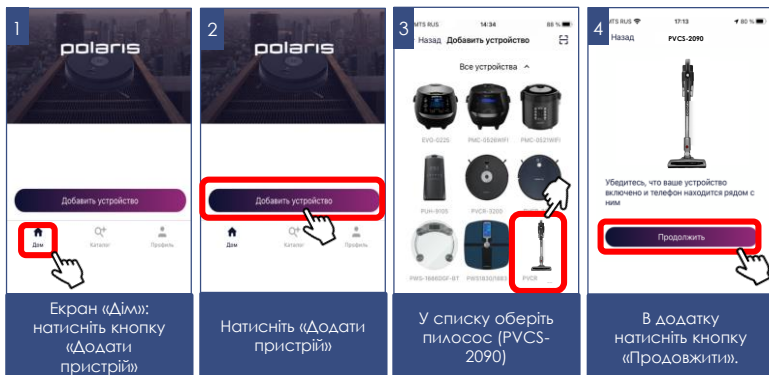 1
polaris
Добавить устройство
Дом
Каталог
Профиль
Екран «Дім»:
натисніть кнопку
«Додати
пристрій»
2
polaris
Добавить устройство
Дом
Каталог
Профиль
Натисніть «Додати
пристрій»
3
MTS RUS 14:34 88 %
Назад Добавить устройство
Все устройства
EVO-0225 PMC-0526WIFI PMC-0521WIFI
PUH-9105 PVCR-3200
PVCR
У списку оберіть
пилосос (PVCS-
2090)
4
MTS RUS 17:13 80 %
Назад PVCS-2090
Убедитесь, что ваше устройство
включено и телефон находится рядом с
ним
Продолжить
В додатку
натисніть кнопку
«Продовжити».